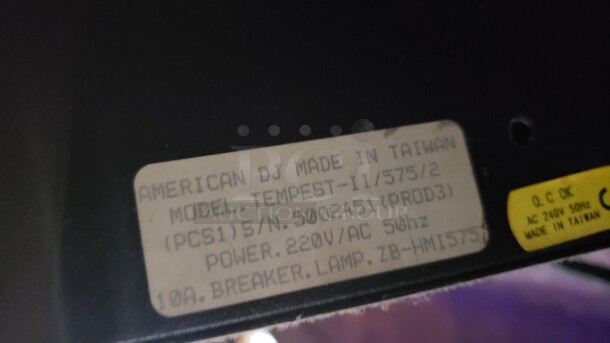 AMERICAN DJ MADE IN TAIWAN
MODEL.TEMPEST-II/575/2
(PCS1)S/N.5002451(PROD3)
POWER.220V/AC 50hz
10A.BREAKER.LAMP.ZB-HMI575
Q.C OK
AC 240V 50Hz
MADE IN TAIWAN